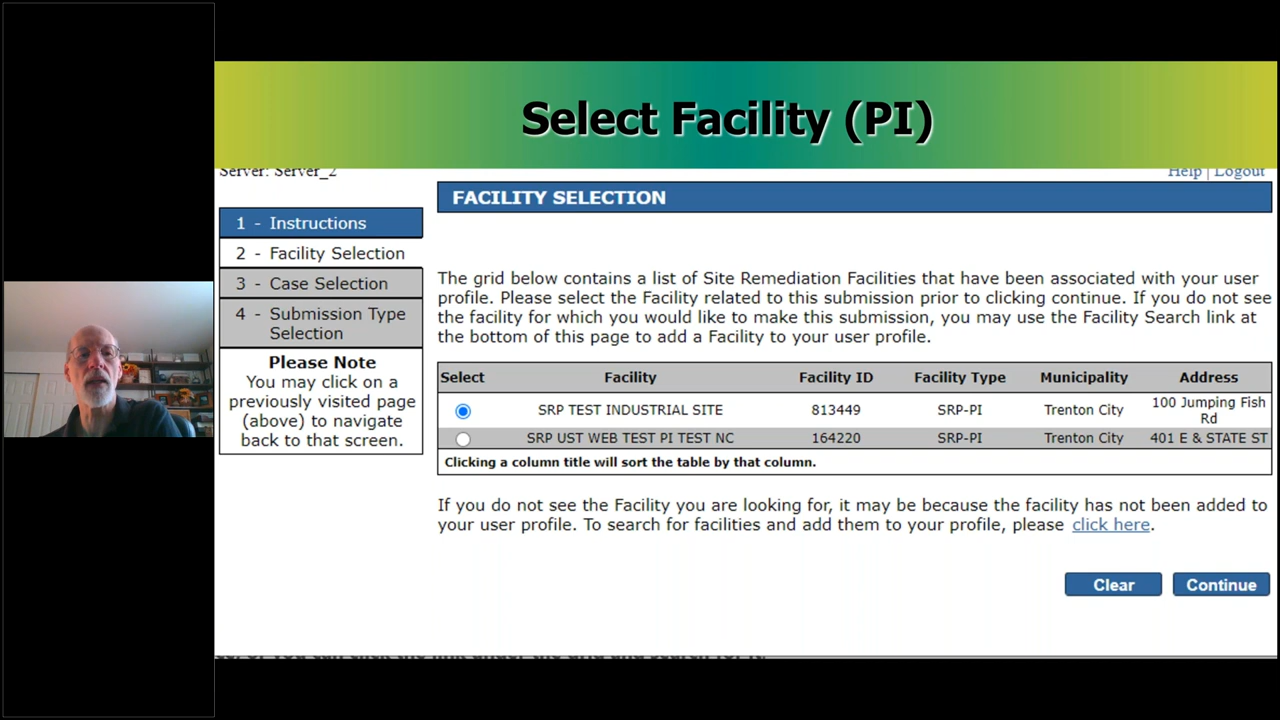 Select Facility (PI)
Server: Server_2
Help | Logout
1 - Instructions
2 - Facility Selection
3 - Case Selection
4 - Submission Type
Selection
Please Note
You may click on a
previously visited page
(above) to navigate
back to that screen.
FACILITY SELECTION
The grid below contains a list of Site Remediation Facilities that have been associated with your user
profile. Please select the Facility related to this submission prior to clicking continue. If you do not see
the facility for which you would like to make this submission, you may use the Facility Search link at
the bottom of this page to add a Facility to your user profile.
Select Facility Facility ID Facility Type Municipality Address
SRP TEST INDUSTRIAL SITE 813449 SRP-PI Trenton City 100 Jumping Fish
Rd
SRP UST WEB TEST PI TEST NC 164220 SRP-PI Trenton City 401 E & STATE ST
Clicking a column title will sort the table by that column.
If you do not see the Facility you are looking for, it may be because the facility has not been added to
your user profile. To search for facilities and add them to your profile, please click here.
Clear Continue